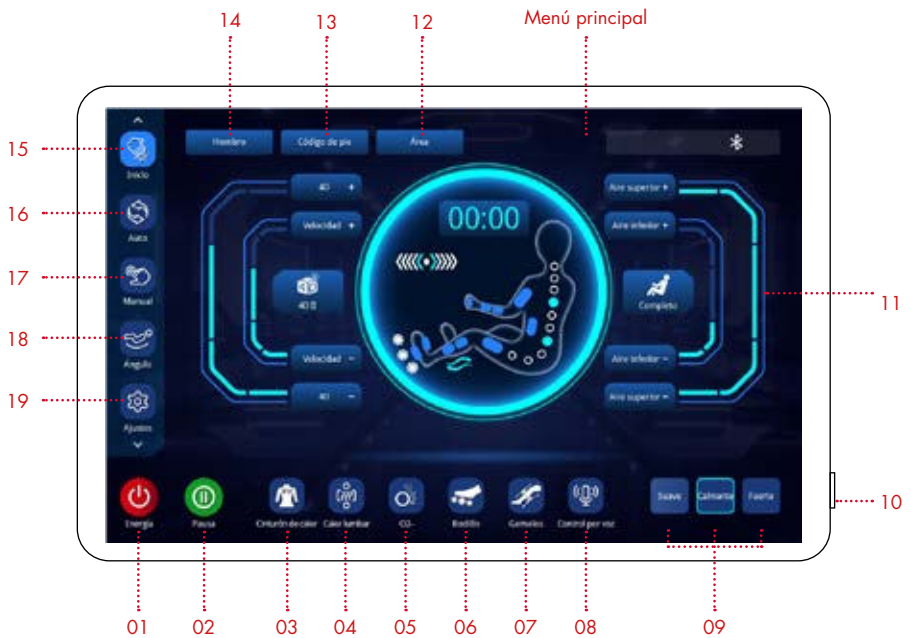 14
13
12
Menú principal
15
16
17
18
19
11
10
Hombro
Código de pie
Área
Inicio
Auto
Manual
Ángulo
Ajustes
4D +
Velocidad +
Velocidad −
4D −
00:00
Aire superior +
Aire inferior +
Completo
Aire inferior −
Aire superior −
Energía
Pausa
Cinturón de calor
Calor lumbar
O2-
Rodillo
Gemelos
Control por voz
Suave
Calmante
Fuerte
01
02
03
04
05
06
07
08
09